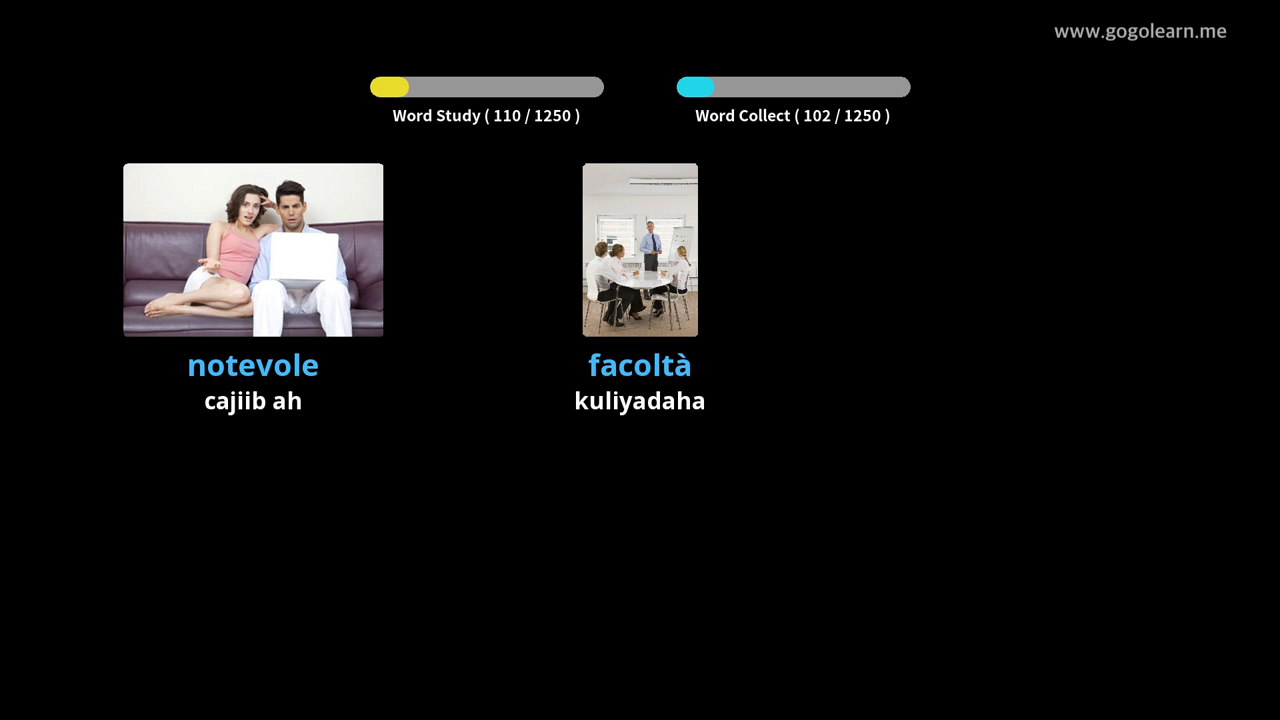 www.gogolearn.me
Word Study ( 110 / 1250 )
Word Collect ( 102 / 1250 )
notevole
cajiib ah
facoltà
kuliyadaha